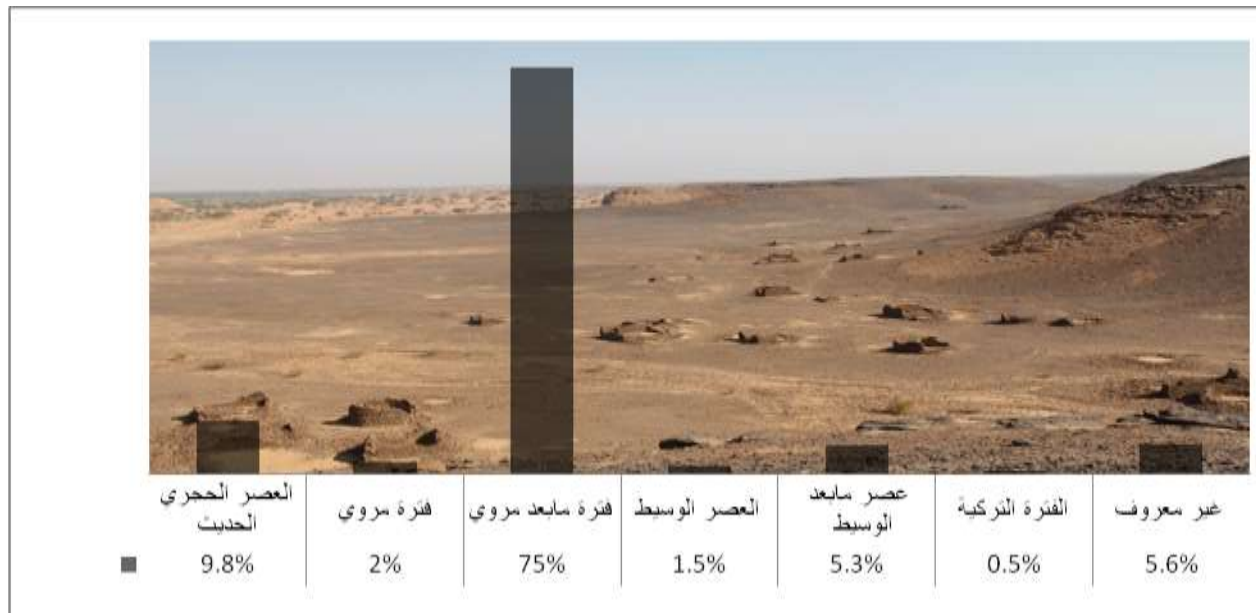 العصر الحجري الحديث
فترة مروي
فترة مابعد مروي
العصر الوسيط
عصر مابعد الوسيط
الفترة التركية
غير معروف
9.8%
2%
75%
1.5%
5.3%
0.5%
5.6%